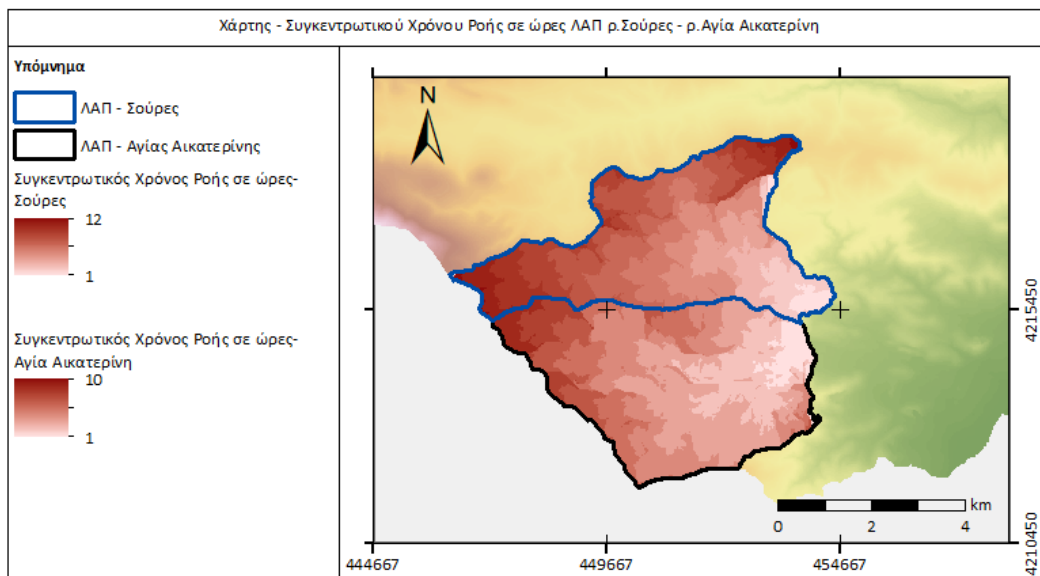 Χάρτης - Συγκεντρωτικού Χρόνου Ροής σε ώρες ΛΑΠ ρ.Σούρες - ρ.Αγία Αικατερίνη
Υπόμνημα
ΛΑΠ - Σούρες
ΛΑΠ - Αγίας Αικατερίνης
Συγκεντρωτικός Χρόνος Ροής σε ώρες-
Σούρες
12
1
Συγκεντρωτικός Χρόνος Ροής σε ώρες-
Αγία Αικατερίνη
10
1
N
km
0 2 4
4215450
4210450
444667 449667 454667